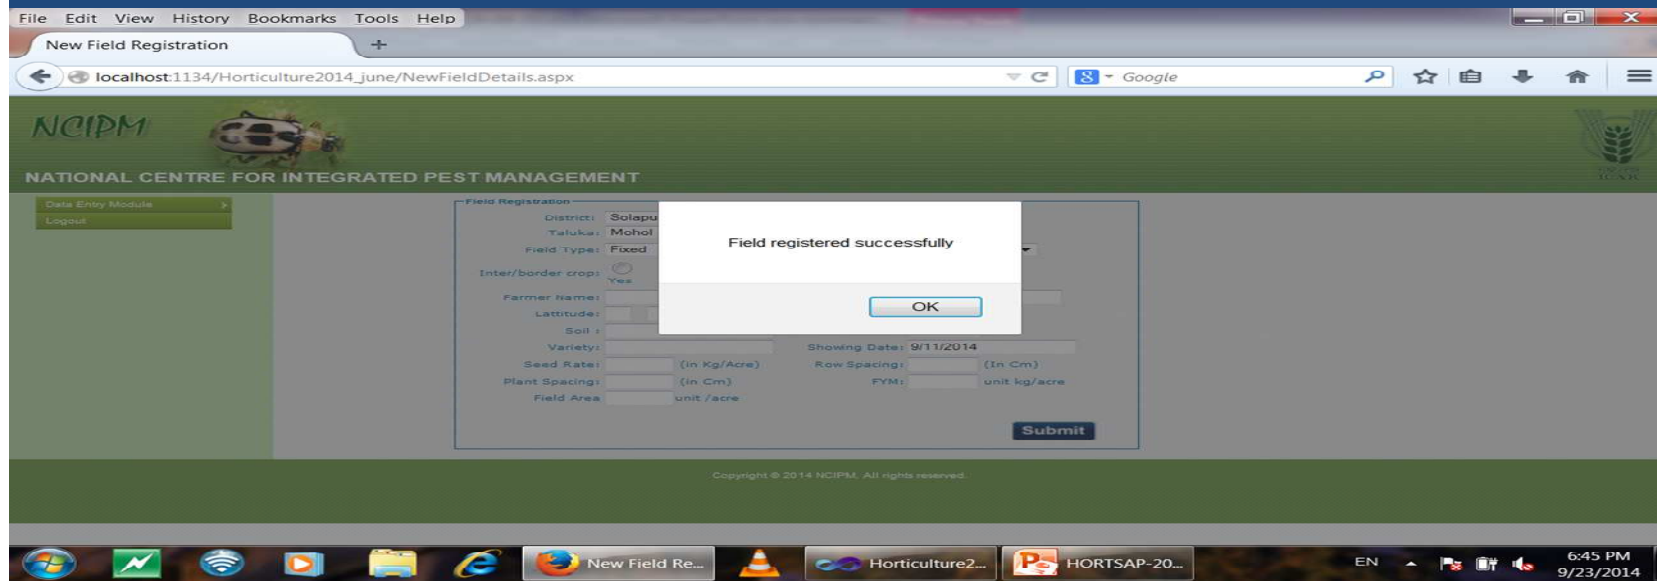 File Edit View History Bookmarks Tools Help
New Field Registration +
localhost:1134/Horticulture2014_june/NewFieldDetails.aspx 8 Google
NCIPM
NATIONAL CENTRE FOR INTEGRATED PEST MANAGEMENT
ICAR
Data Entry Module
Logout
Field Registration
District: Solapu
Taluka: Mohol
Field Type: Fixed
Inter/border crop:
Yes
Farmer Name:
Lattitude:
Soil :
Variety: Showing Date: 9/11/2014
Seed Rate: (in Kg/Acre) Row Spacing: (In Cm)
Plant Spacing: (in Cm) FYM: unit kg/acre
Field Area unit /acre
Submit
Field registered successfully
OK
Copyright © 2014 NCIPM. All rights reserved.
New Field Re... Horticulture2... HORTSAP-20... EN 6:45 PM
9/23/2014